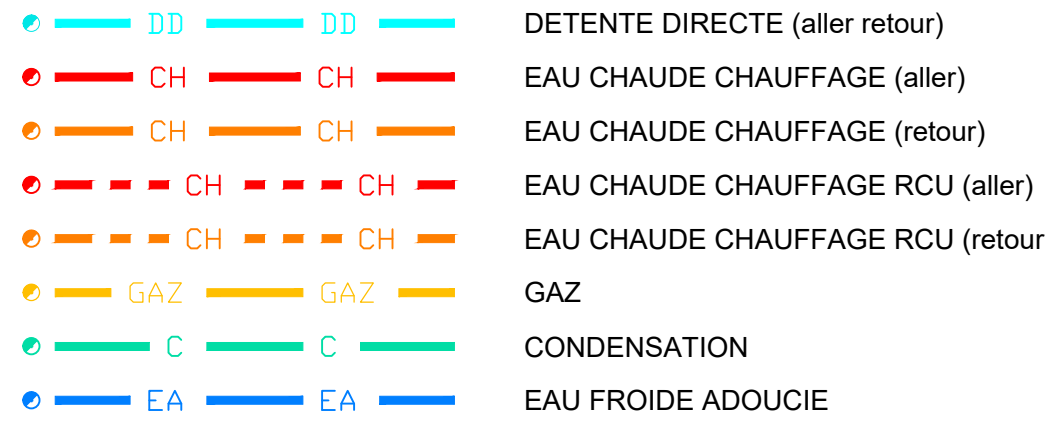 DD DD DETENTE DIRECTE (aller retour)
CH CH EAU CHAUDE CHAUFFAGE (aller)
CH CH EAU CHAUDE CHAUFFAGE (retour)
CH CH EAU CHAUDE CHAUFFAGE RCU (aller)
CH CH EAU CHAUDE CHAUFFAGE RCU (retour
GAZ GAZ GAZ
C C CONDENSATION
EA EA EAU FROIDE ADOUCIE